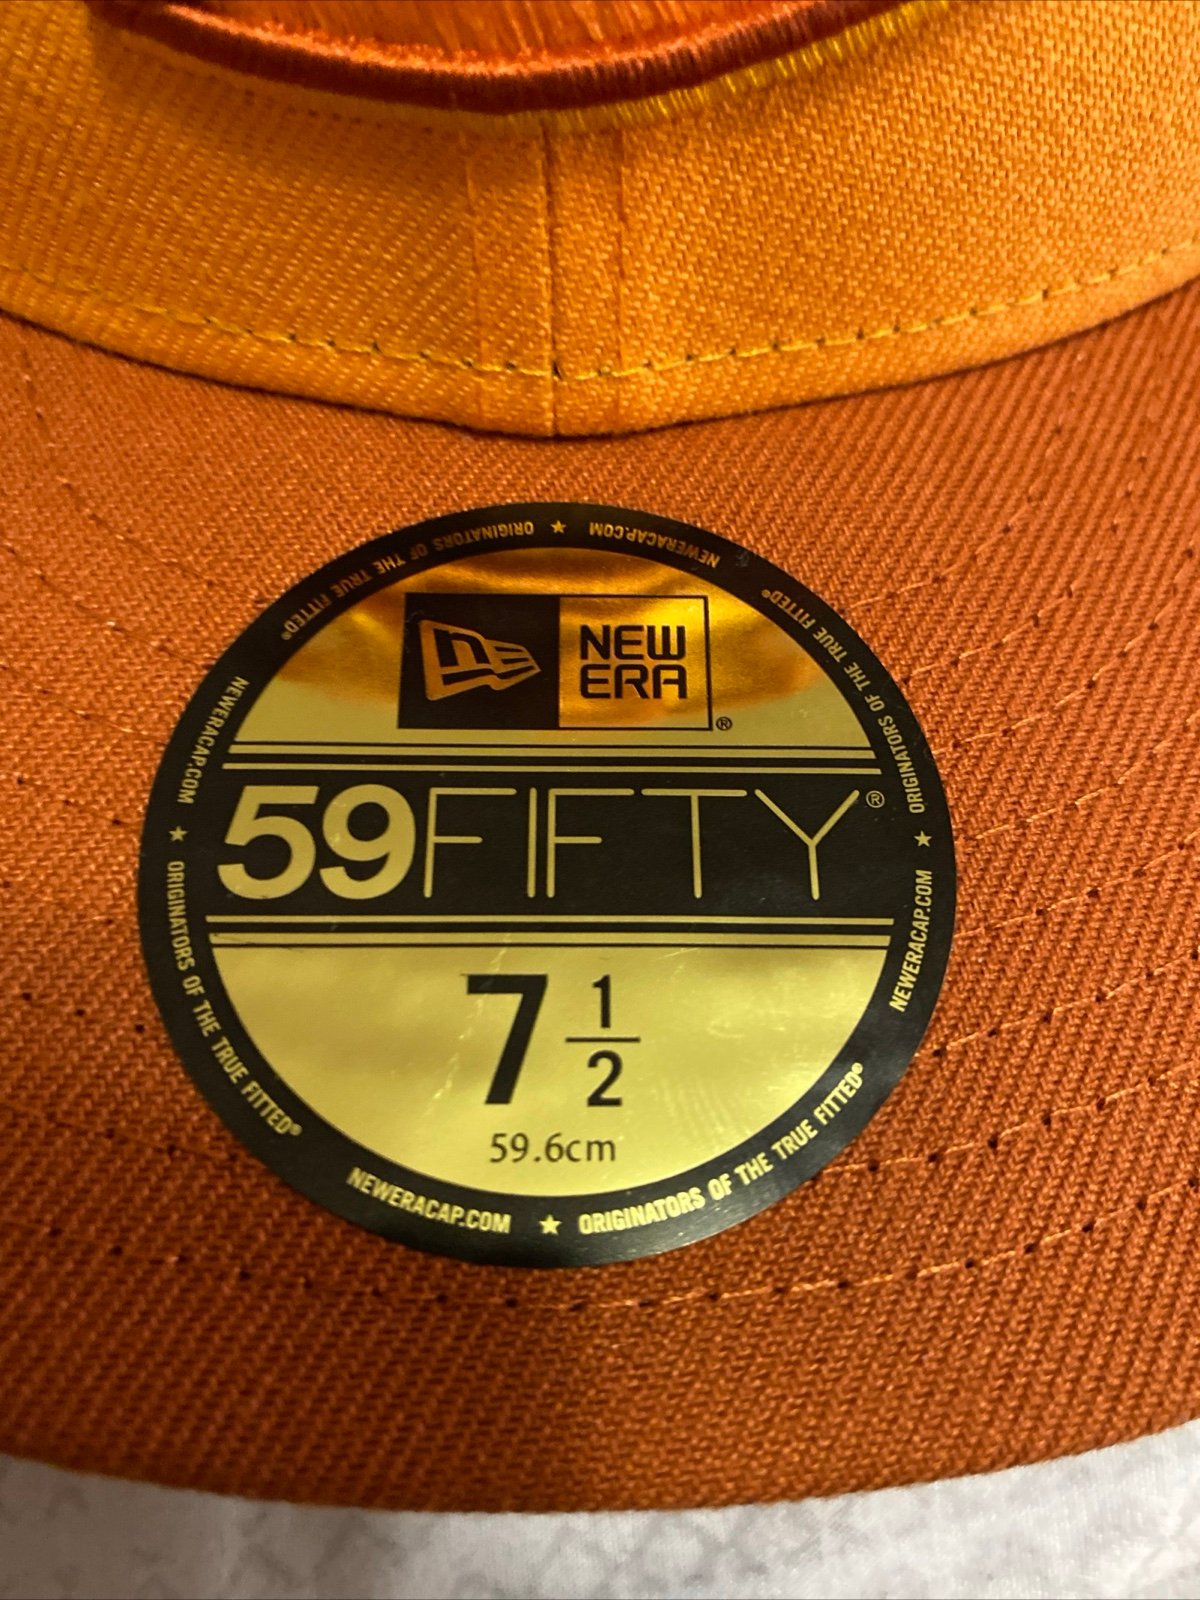 NEW
ERA®
59FIFTY®
7 1/2
59.6cm
ORIGINATORS OF THE TRUE FITTED®
★ NEWERACAP.COM
ORIGINATORS OF THE TRUE FITTED®
★ NEWERACAP.COM
ORIGINATORS OF THE TRUE FITTED®
★ NEWERACAP.COM
ORIGINATORS OF THE TRUE FITTED®
★ NEWERACAP.COM